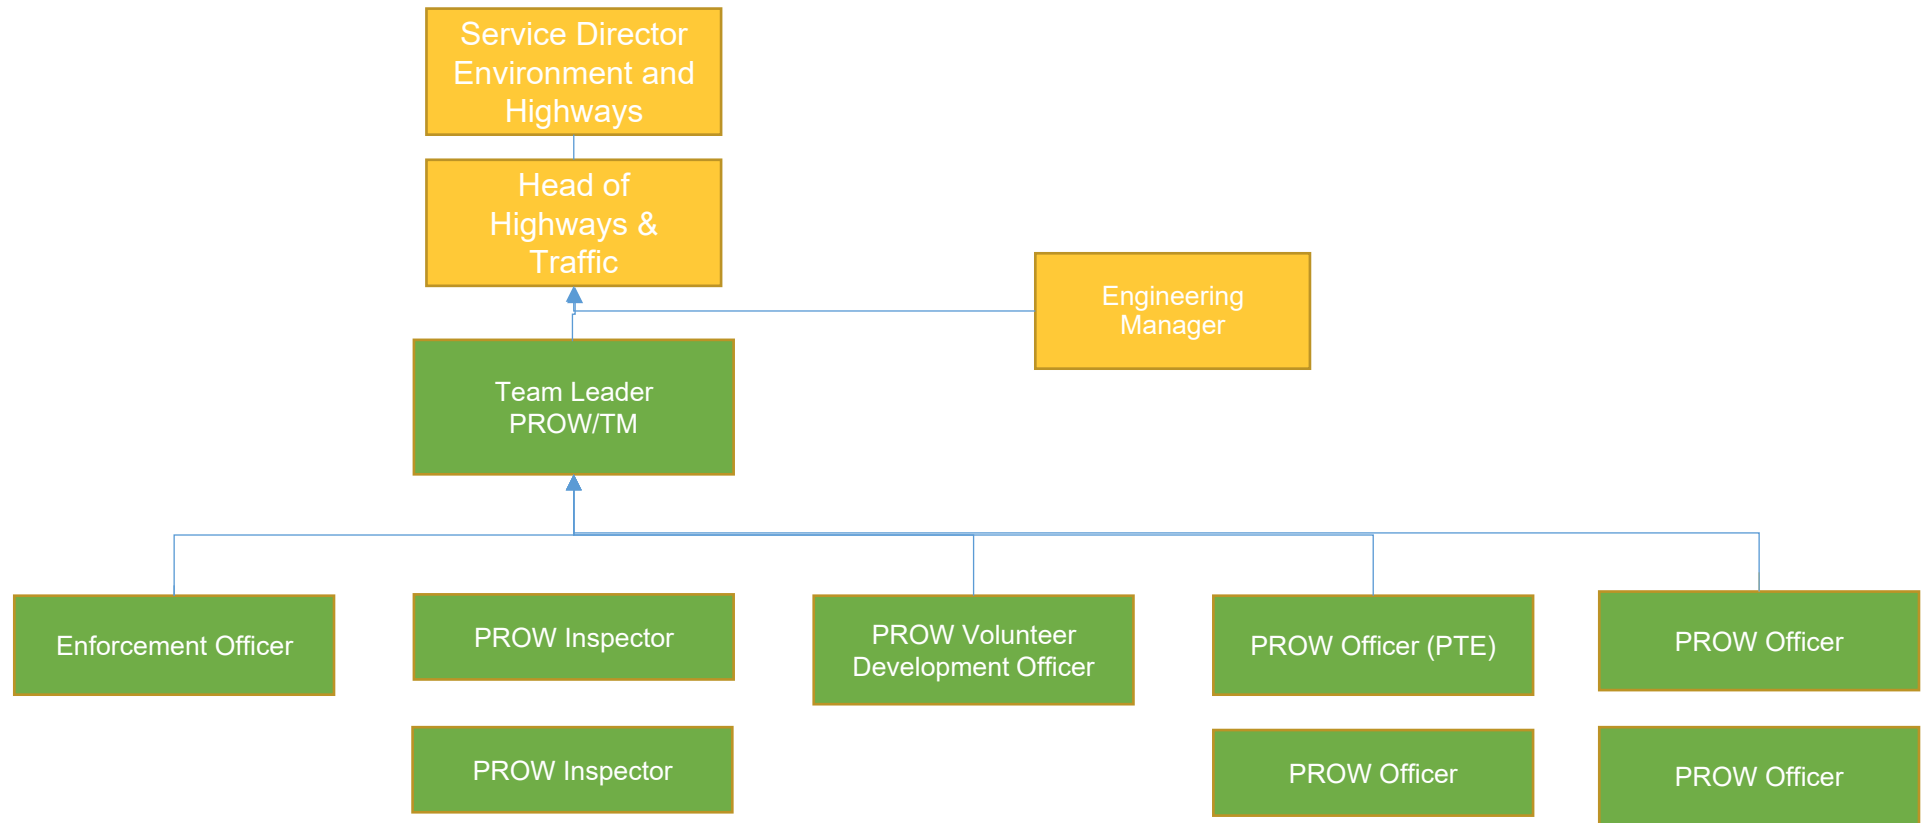 Service Director
Environment and
Highways
Head of
Highways &
Traffic
Engineering
Manager
Team Leader
PROW/TM
Enforcement Officer
PROW Inspector
PROW Volunteer
Development Officer
PROW Officer (PTE)
PROW Officer
PROW Inspector
PROW Officer
PROW Officer